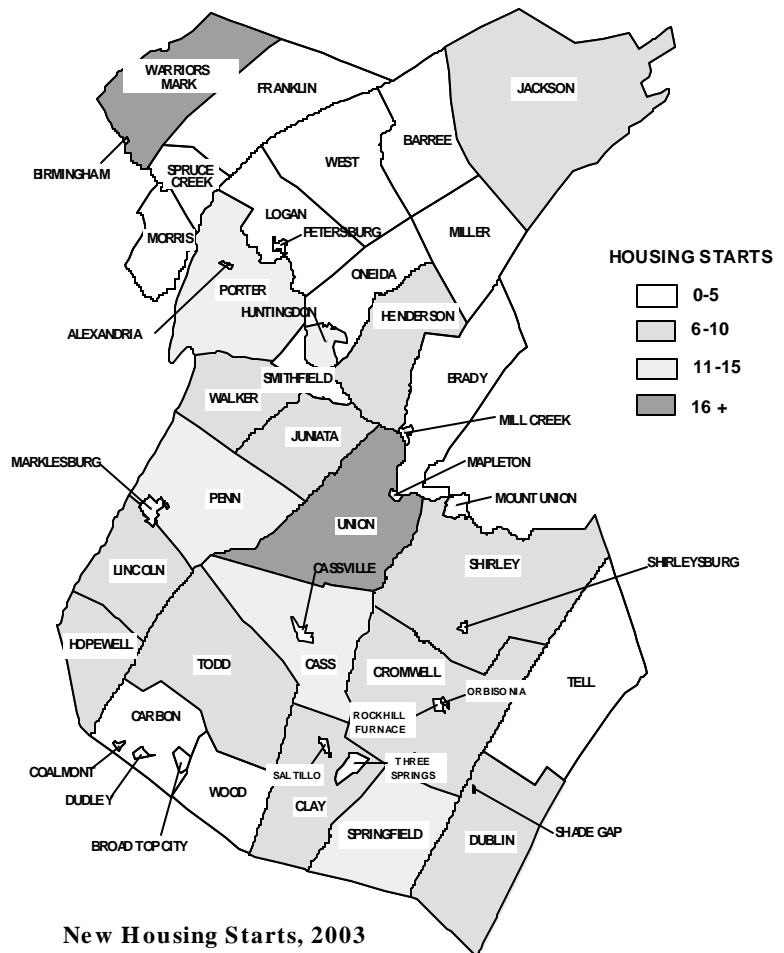 WARRIORS
MARK
FRANKLIN
JACKSON
BARREE
WEST
BIRMINGHAM
SPRUCE
CREEK
LOGAN
PETERSBURG
MORRIS
MILLER
HOUSING STARTS
0-5
6-10
11-15
16 +
ONEIDA
PORTER
HUNTINGDON
HENDERSON
ALEXANDRIA
SMITHFIELD
BRADY
WALKER
MILL CREEK
JUNIATA
MARKLESBURG
MAPLETON
PENN
MOUNT UNION
UNION
SHIRLEY
SHIRLEYSBURG
CASSVILLE
LINCOLN
HOPEWELL
TODD
CASS
CROMWELL
TELL
ORBISONIA
CARBON
ROCKHILL
FURNACE
COALMONT
SALTILLO
THREE
SPRINGS
DUDLEY
WOOD
CLAY
BROAD TOP CITY
SPRINGFIELD
DUBLIN
SHADE GAP
New Housing Starts, 2003